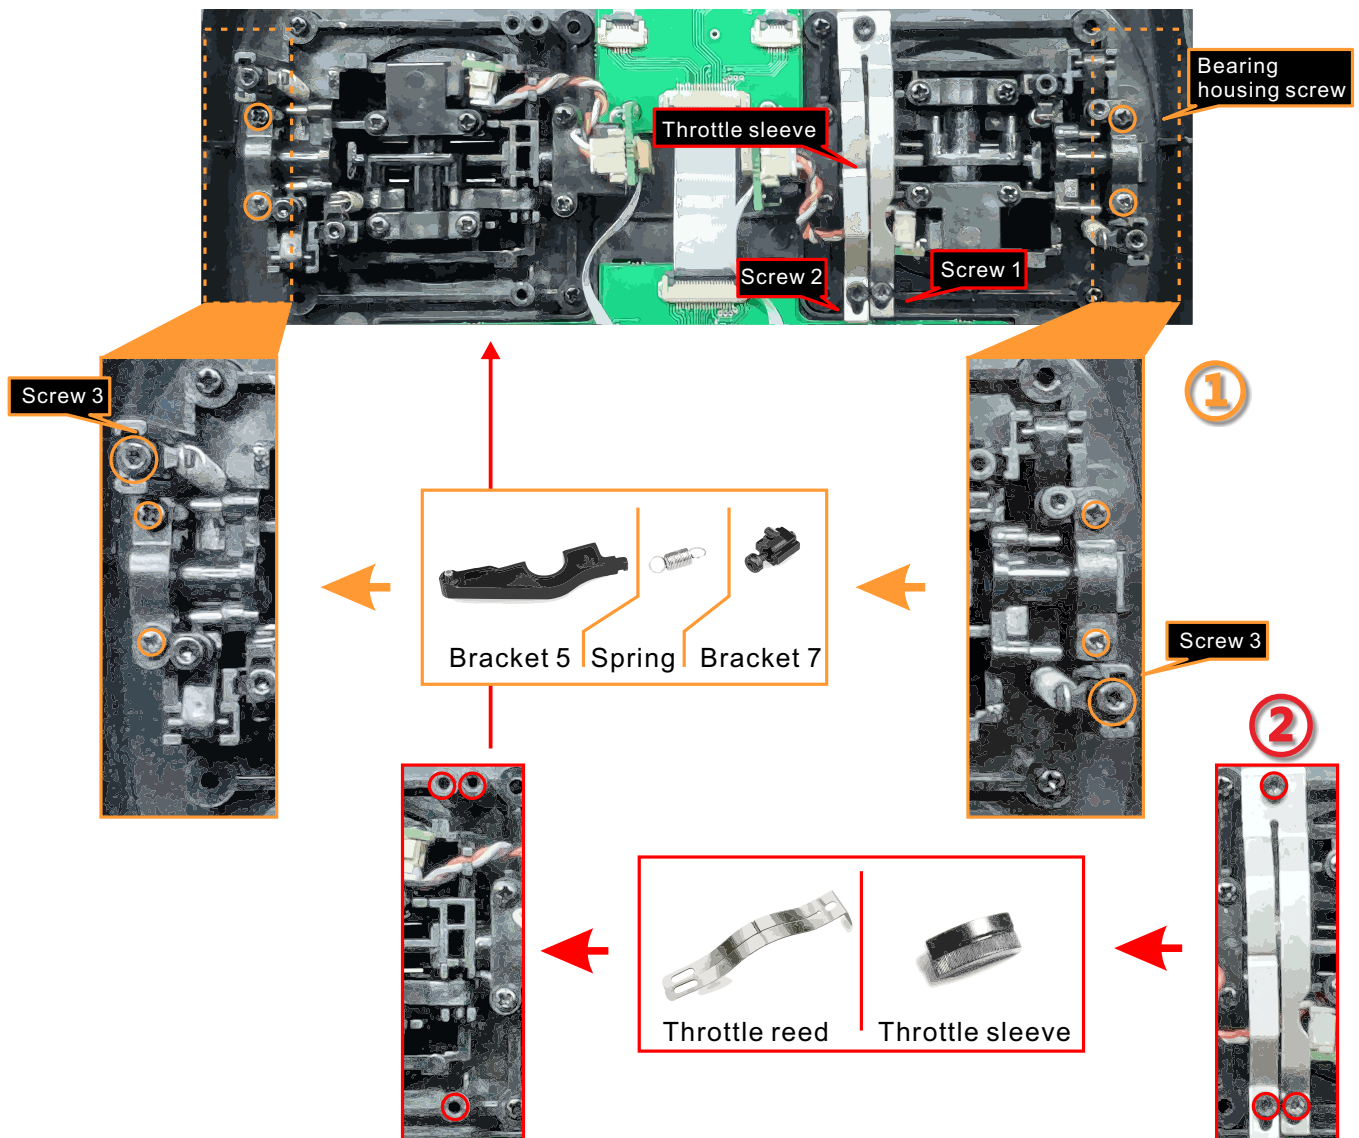 Bearing
housing screw
Throttle sleeve
Screw 2
Screw 1
Screw 3
①
Bracket 5
Spring
Bracket 7
Screw 3
②
Throttle reed
Throttle sleeve